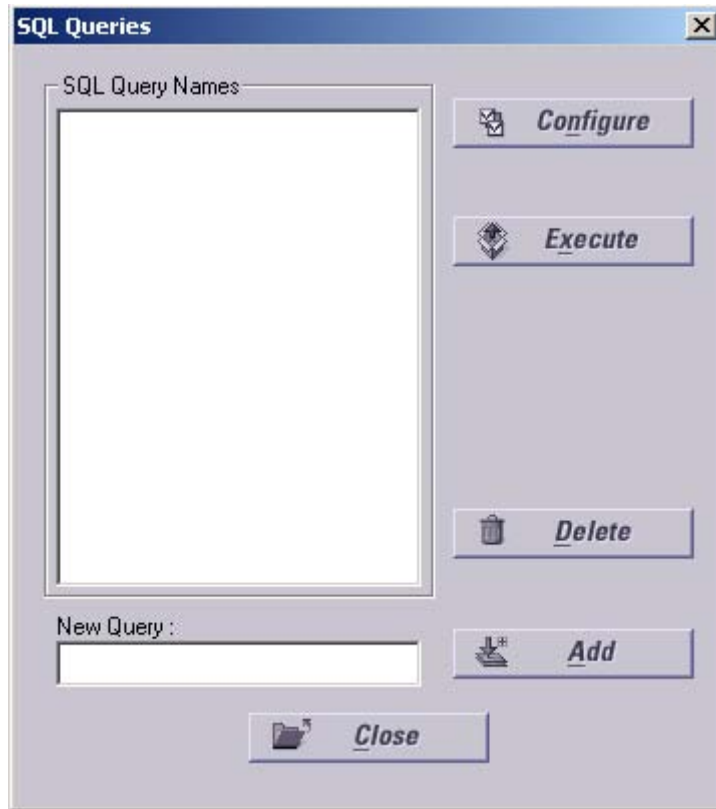 SQL Queries
SQL Query Names
Configure
Execute
Delete
New Query :
Add
Close